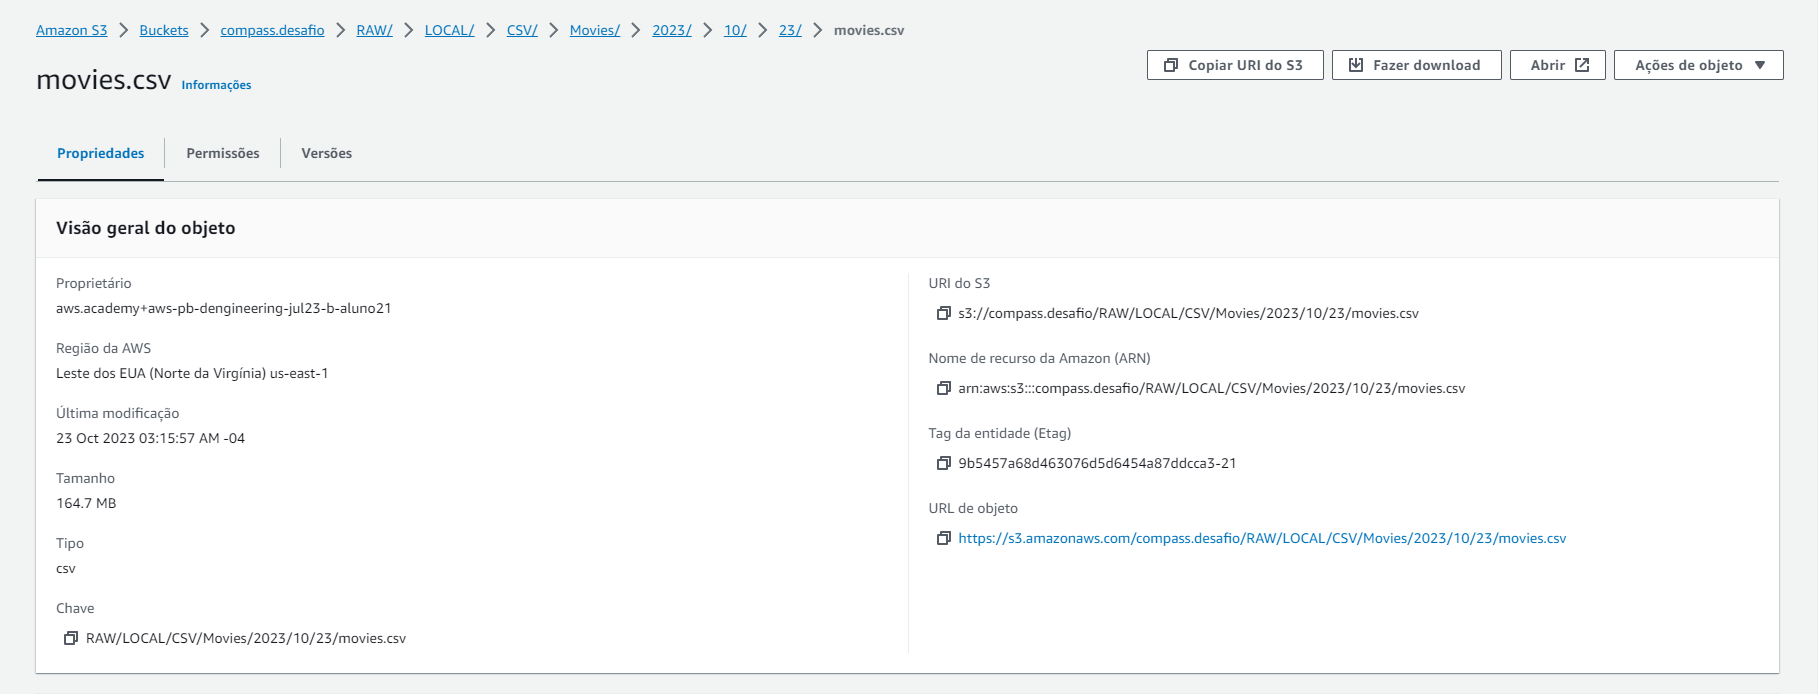 Amazon S3 Buckets compass.desafio RAW/ LOCAL/ CSV/ Movies/ 2023/ 10/ 23/ movies.csv
movies.csv Informações
Copiar URI do S3 Fazer download Abrir Ações de objeto
Propriedades Permissões Versões
Visão geral do objeto
Proprietário
aws.academy+aws-pb-dengineering-jul23-b-aluno21
Região da AWS
Leste dos EUA (Norte da Virgínia) us-east-1
Última modificação
23 Oct 2023 03:15:57 AM -04
Tamanho
164.7 MB
Tipo
csv
Chave
RAW/LOCAL/CSV/Movies/2023/10/23/movies.csv
URI do S3
s3://compass.desafio/RAW/LOCAL/CSV/Movies/2023/10/23/movies.csv
Nome de recurso da Amazon (ARN)
arn:aws:s3:::compass.desafio/RAW/LOCAL/CSV/Movies/2023/10/23/movies.csv
Tag da entidade (Etag)
9b5457a68d463076d5d6454a87ddcca3-21
URL de objeto
https://s3.amazonaws.com/compass.desafio/RAW/LOCAL/CSV/Movies/2023/10/23/movies.csv